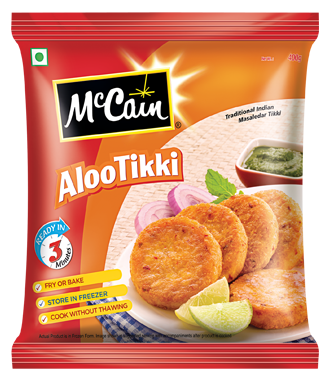 McCain
®
Traditional Indian
Masaledar Tikki
AlooTikki
READY IN
3
Minutes
FRY OR BAKE
STORE IN FREEZER
COOK WITHOUT THAWING